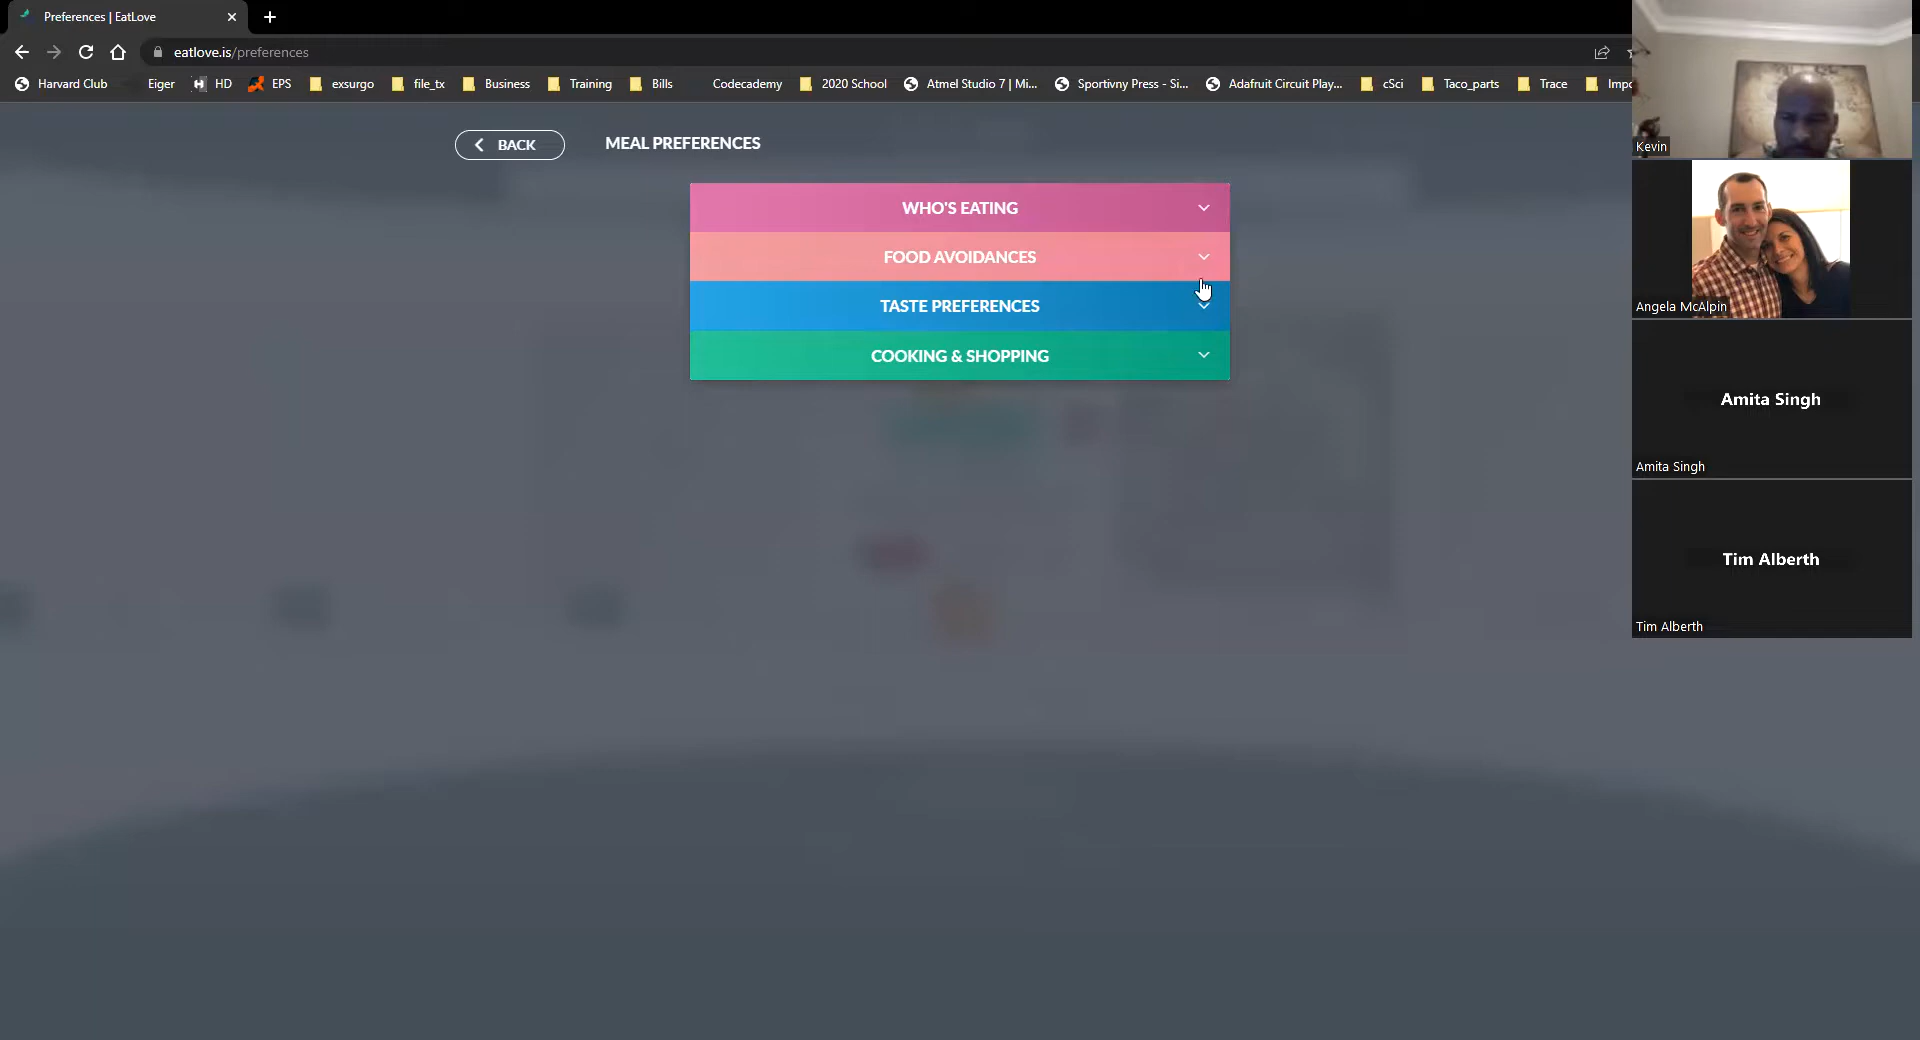 Preferences | EatLove
eatlove.is/preferences
Harvard Club Eiger HD EPS exsurgo file_tx Business Training Bills Codecademy 2020 School Atmel Studio 7 | Mi... Sportivny Press - Si... Adafruit Circuit Play... cSci Taco_parts Trace Impo
BACK
MEAL PREFERENCES
WHO'S EATING
FOOD AVOIDANCES
TASTE PREFERENCES
COOKING & SHOPPING
Kevin
Angela McAlpin
Amita Singh
Amita Singh
Tim Alberth
Tim Alberth